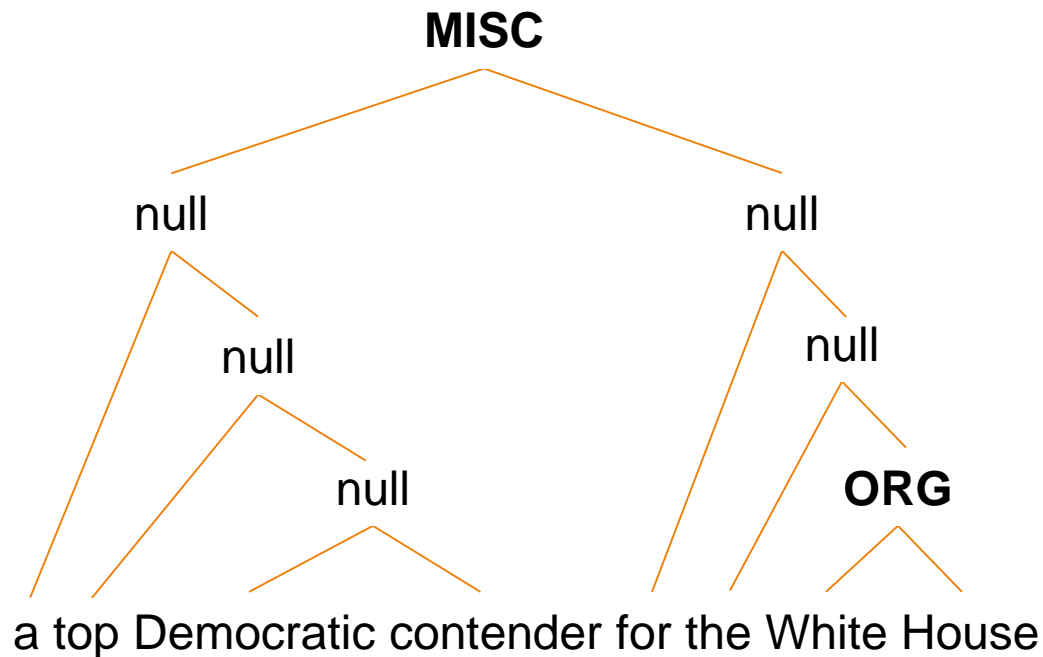 MISC
null null
null null
null ORG
a top Democratic contender for the White House